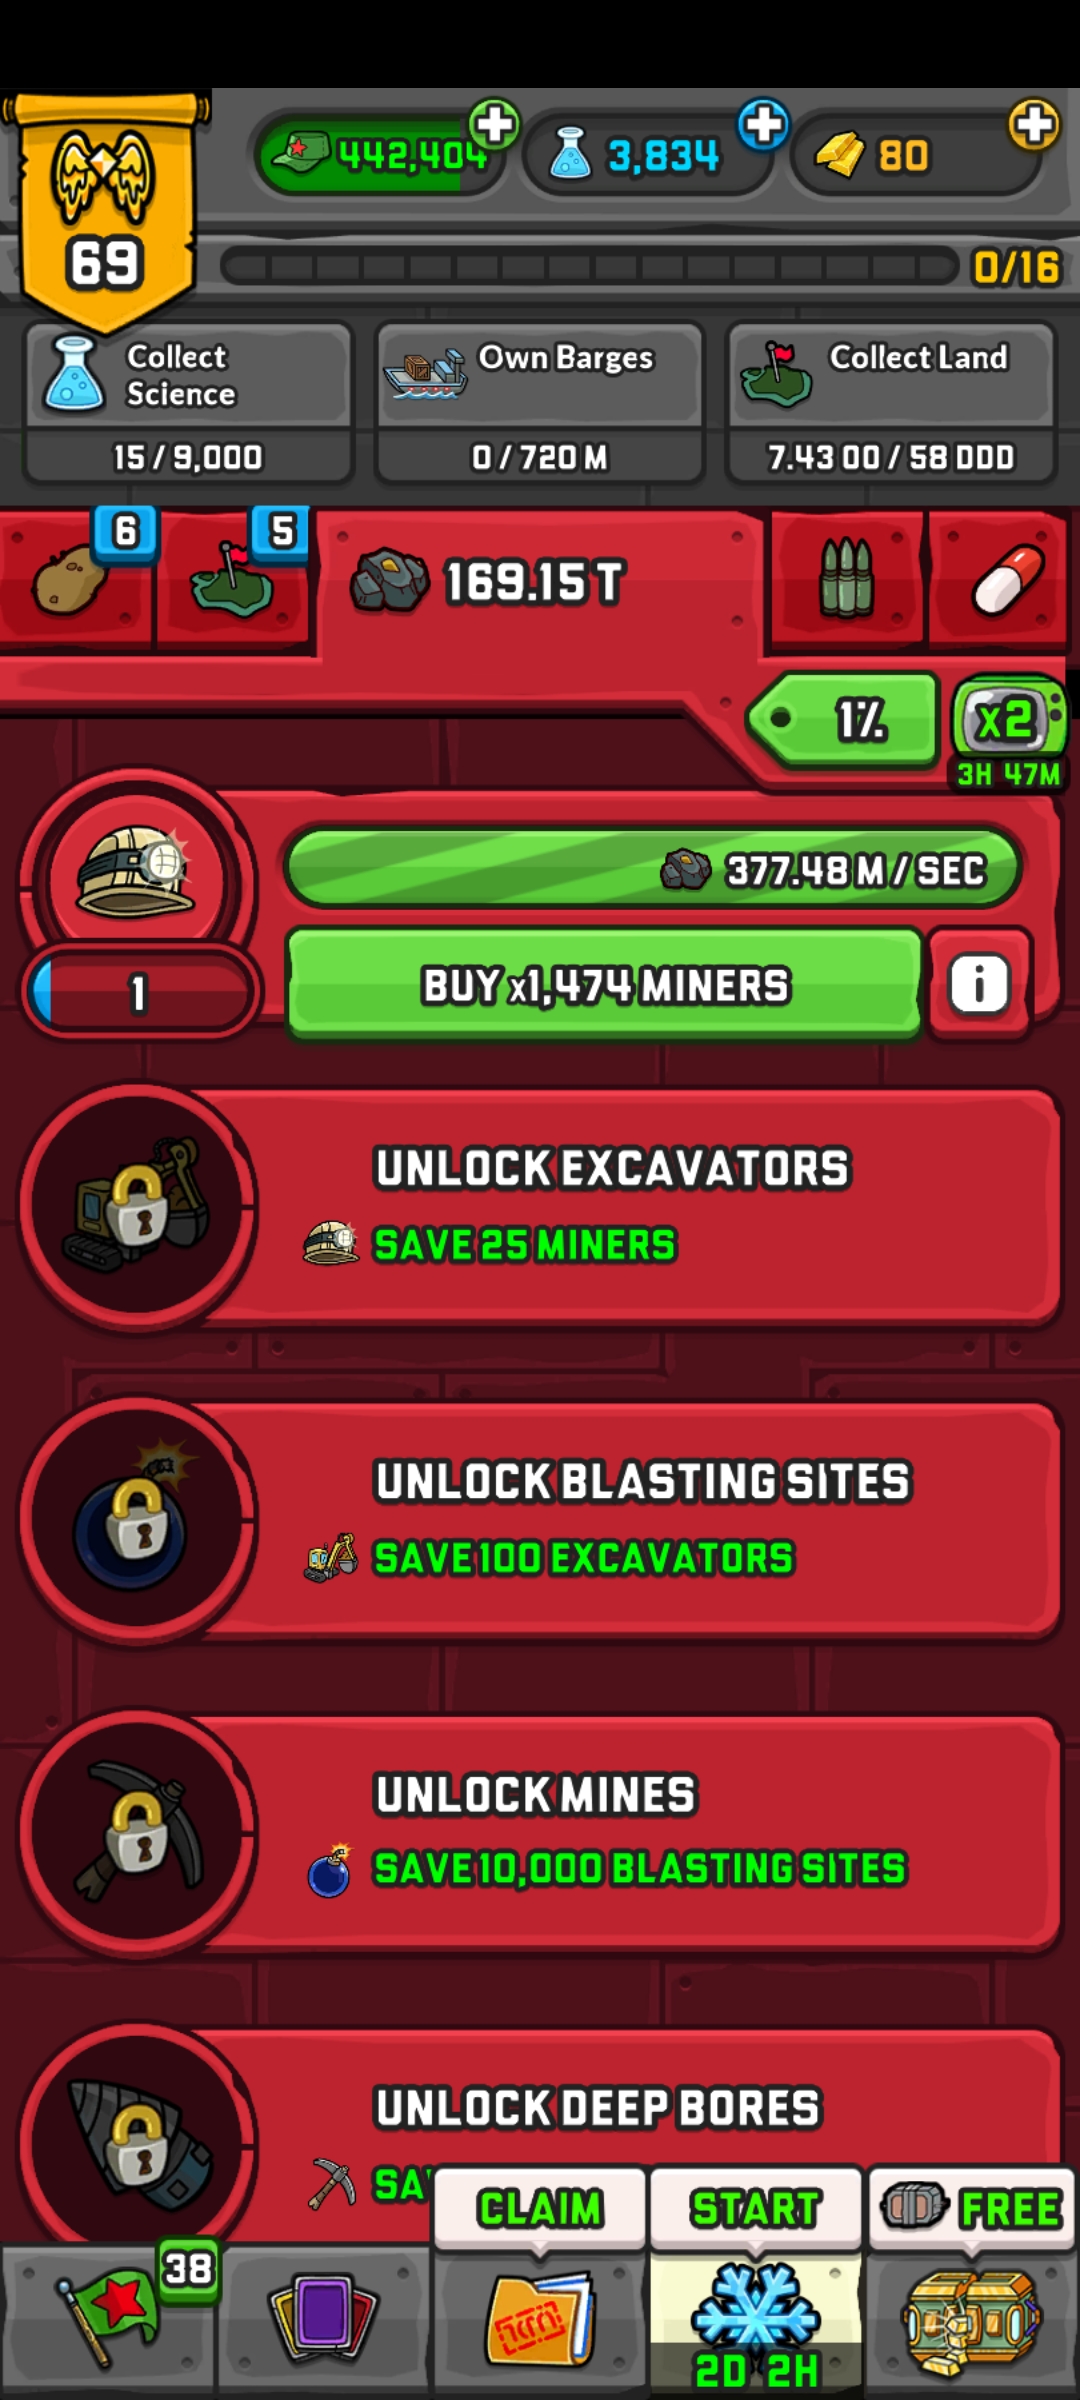 442,404
3,834
80
69
0/16
Collect
Science
Own Barges
Collect Land
15 / 9,000
0 / 720 M
7.43 OO / 58 DDD
6
5
169.15 T
1%
x2
3H 47M
377.48 M / SEC
1
BUY x1,474 MINERS
i
UNLOCK EXCAVATORS
SAVE 25 MINERS
UNLOCK BLASTING SITES
SAVE 100 EXCAVATORS
UNLOCK MINES
SAVE 10,000 BLASTING SITES
UNLOCK DEEP BORES
CLAIM
START
FREE
38
2D 2H